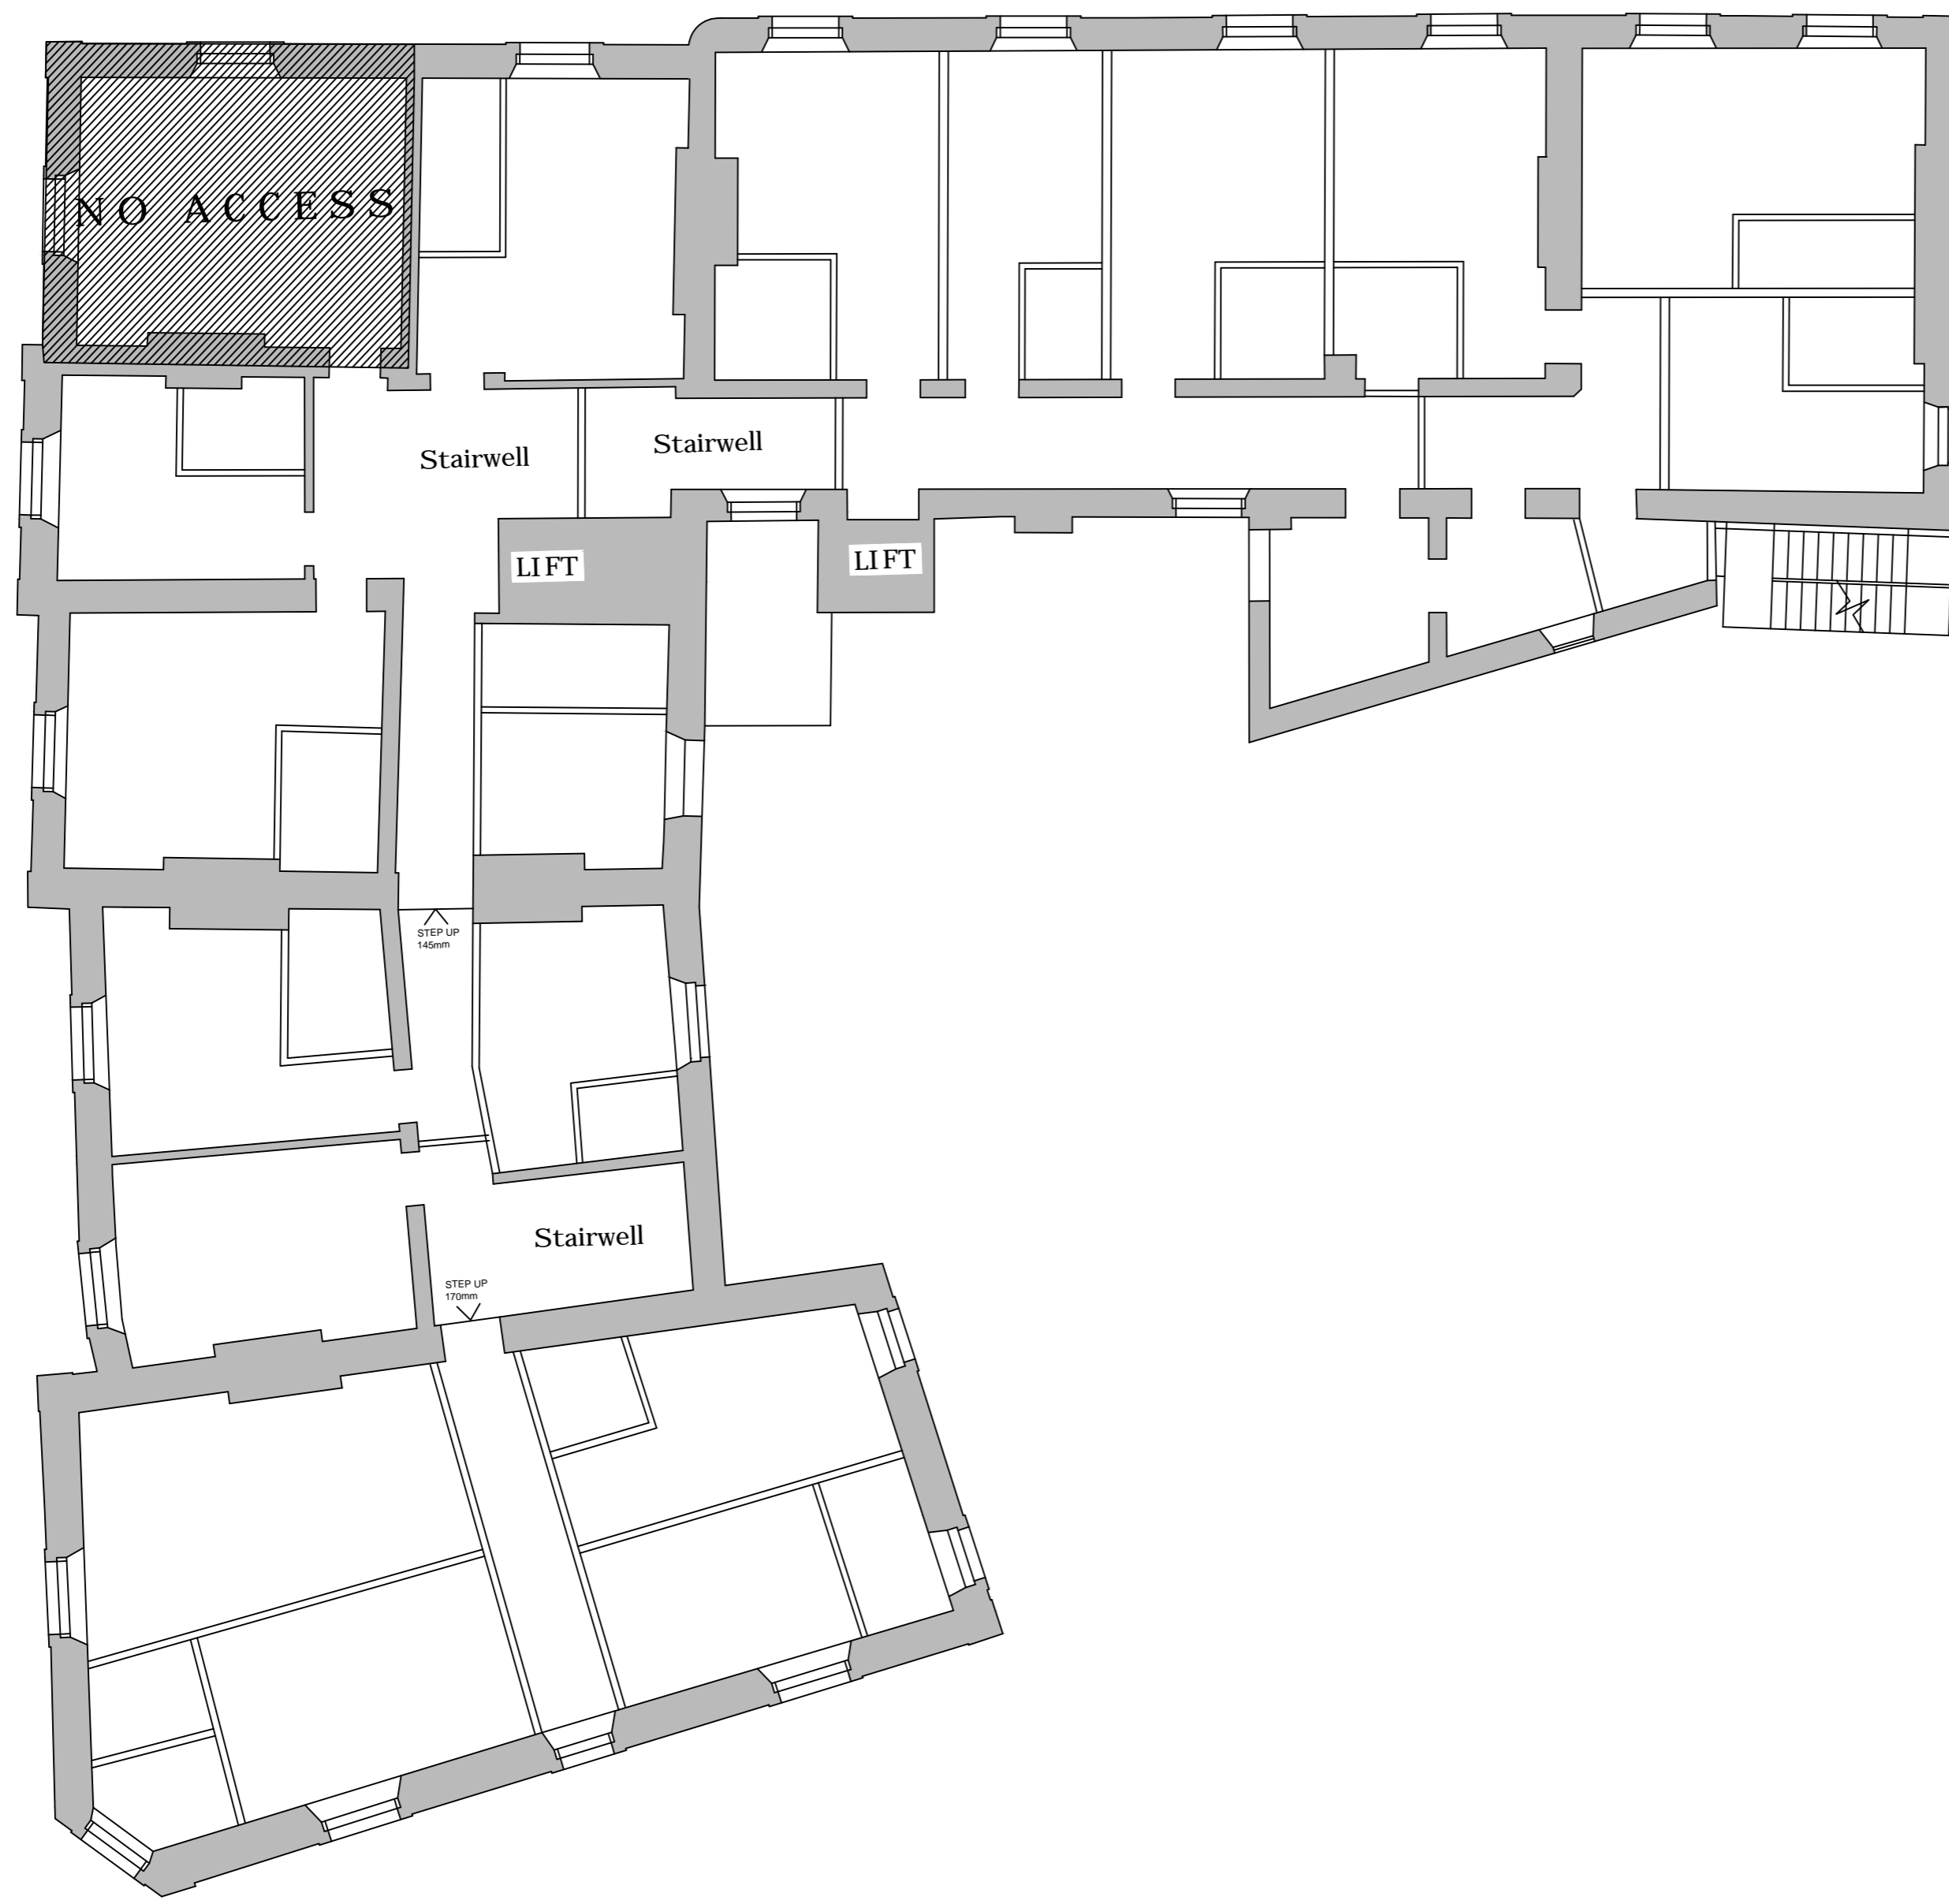 NO ACCESS
Stairwell
Stairwell
LIFT
LIFT
STEP UP
145mm
Stairwell
STEP UP
170mm